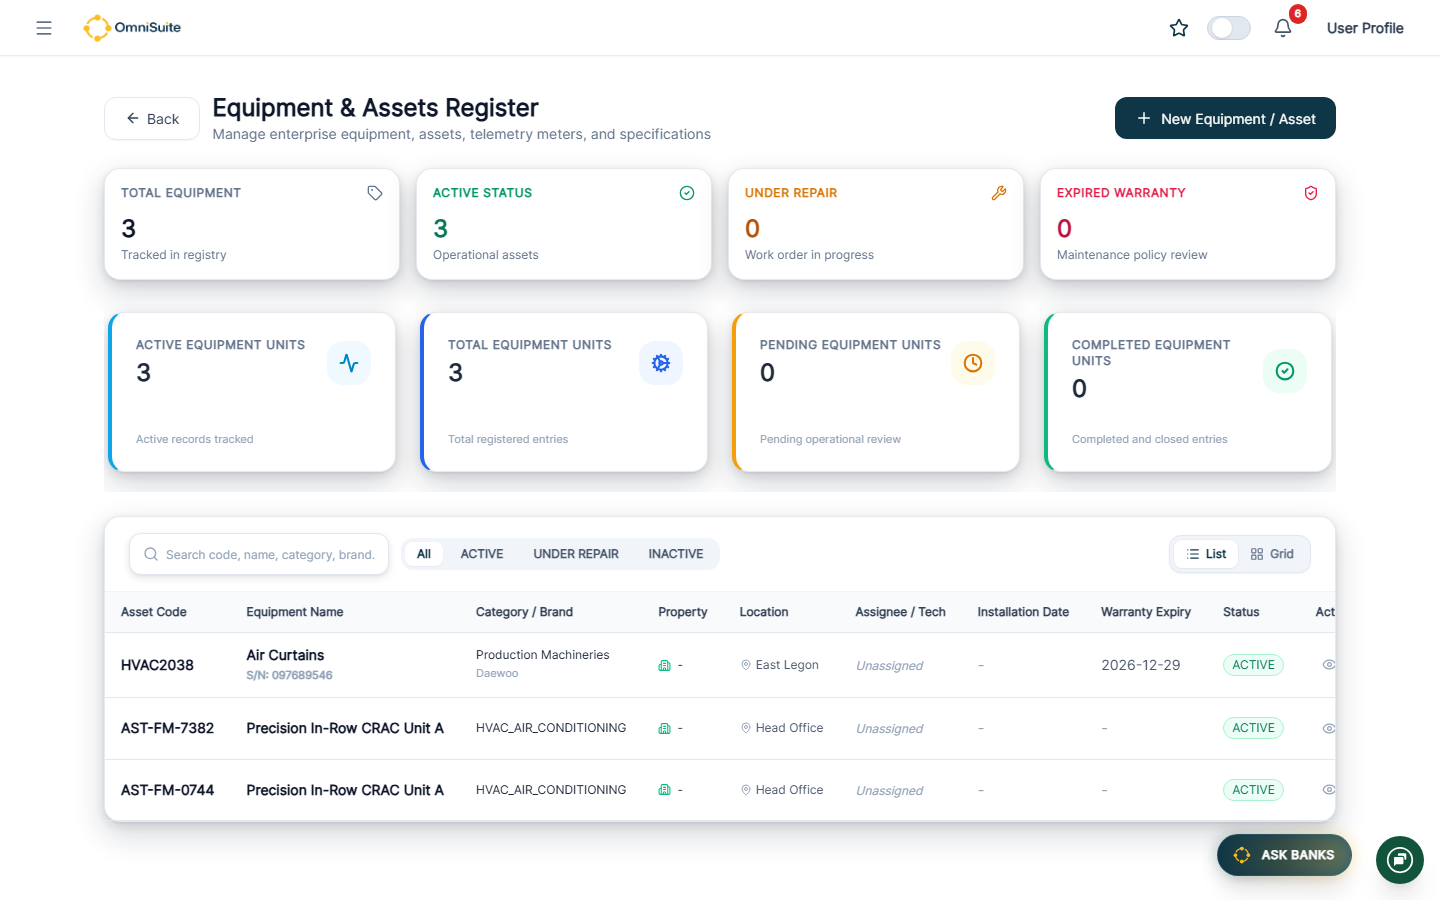 OmniSuite
6
User Profile
Back
Equipment & Assets Register
Manage enterprise equipment, assets, telemetry meters, and specifications
New Equipment / Asset
TOTAL EQUIPMENT
3
Tracked in registry
ACTIVE STATUS
3
Operational assets
UNDER REPAIR
0
Work order in progress
EXPIRED WARRANTY
0
Maintenance policy review
ACTIVE EQUIPMENT UNITS
3
Active records tracked
TOTAL EQUIPMENT UNITS
3
Total registered entries
PENDING EQUIPMENT UNITS
0
Pending operational review
COMPLETED EQUIPMENT
UNITS
0
Completed and closed entries
Search code, name, category, brand.
All ACTIVE UNDER REPAIR INACTIVE
List Grid
Asset Code Equipment Name Category / Brand Property Location Assignee / Tech Installation Date Warranty Expiry Status Act
HVAC2038 Air Curtains Production Machineries - East Legon Unassigned - 2026-12-29 ACTIVE
S/N: 097689546 Daewoo
AST-FM-7382 Precision In-Row CRAC Unit A HVAC_AIR_CONDITIONING - Head Office Unassigned - - ACTIVE
AST-FM-0744 Precision In-Row CRAC Unit A HVAC_AIR_CONDITIONING - Head Office Unassigned - - ACTIVE
ASK BANKS